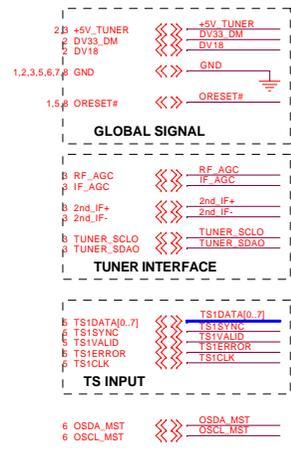 2,3 +5V_TUNER +5V_TUNER
2 DV33_DM DV33_DM
2 DV18 DV18
1,2,3,5,6,7,8 GND GND
1,5,8 ORESET# ORESET#
GLOBAL SIGNAL
3 RF_AGC RF_AGC
3 IF_AGC IF_AGC
3 2nd_IF+ 2nd_IF+
3 2nd_IF- 2nd_IF-
3 TUNER_SCLO TUNER_SCLO
3 TUNER_SDAO TUNER_SDAO
TUNER INTERFACE
5 TS1DATA[0..7] TS1DATA[0..7]
5 TS1SYNC TS1SYNC
5 TS1VALID TS1VALID
5 TS1ERROR TS1ERROR
5 TS1CLK TS1CLK
TS INPUT
6 OSDA_MST OSDA_MST
6 OSCL_MST OSCL_MST